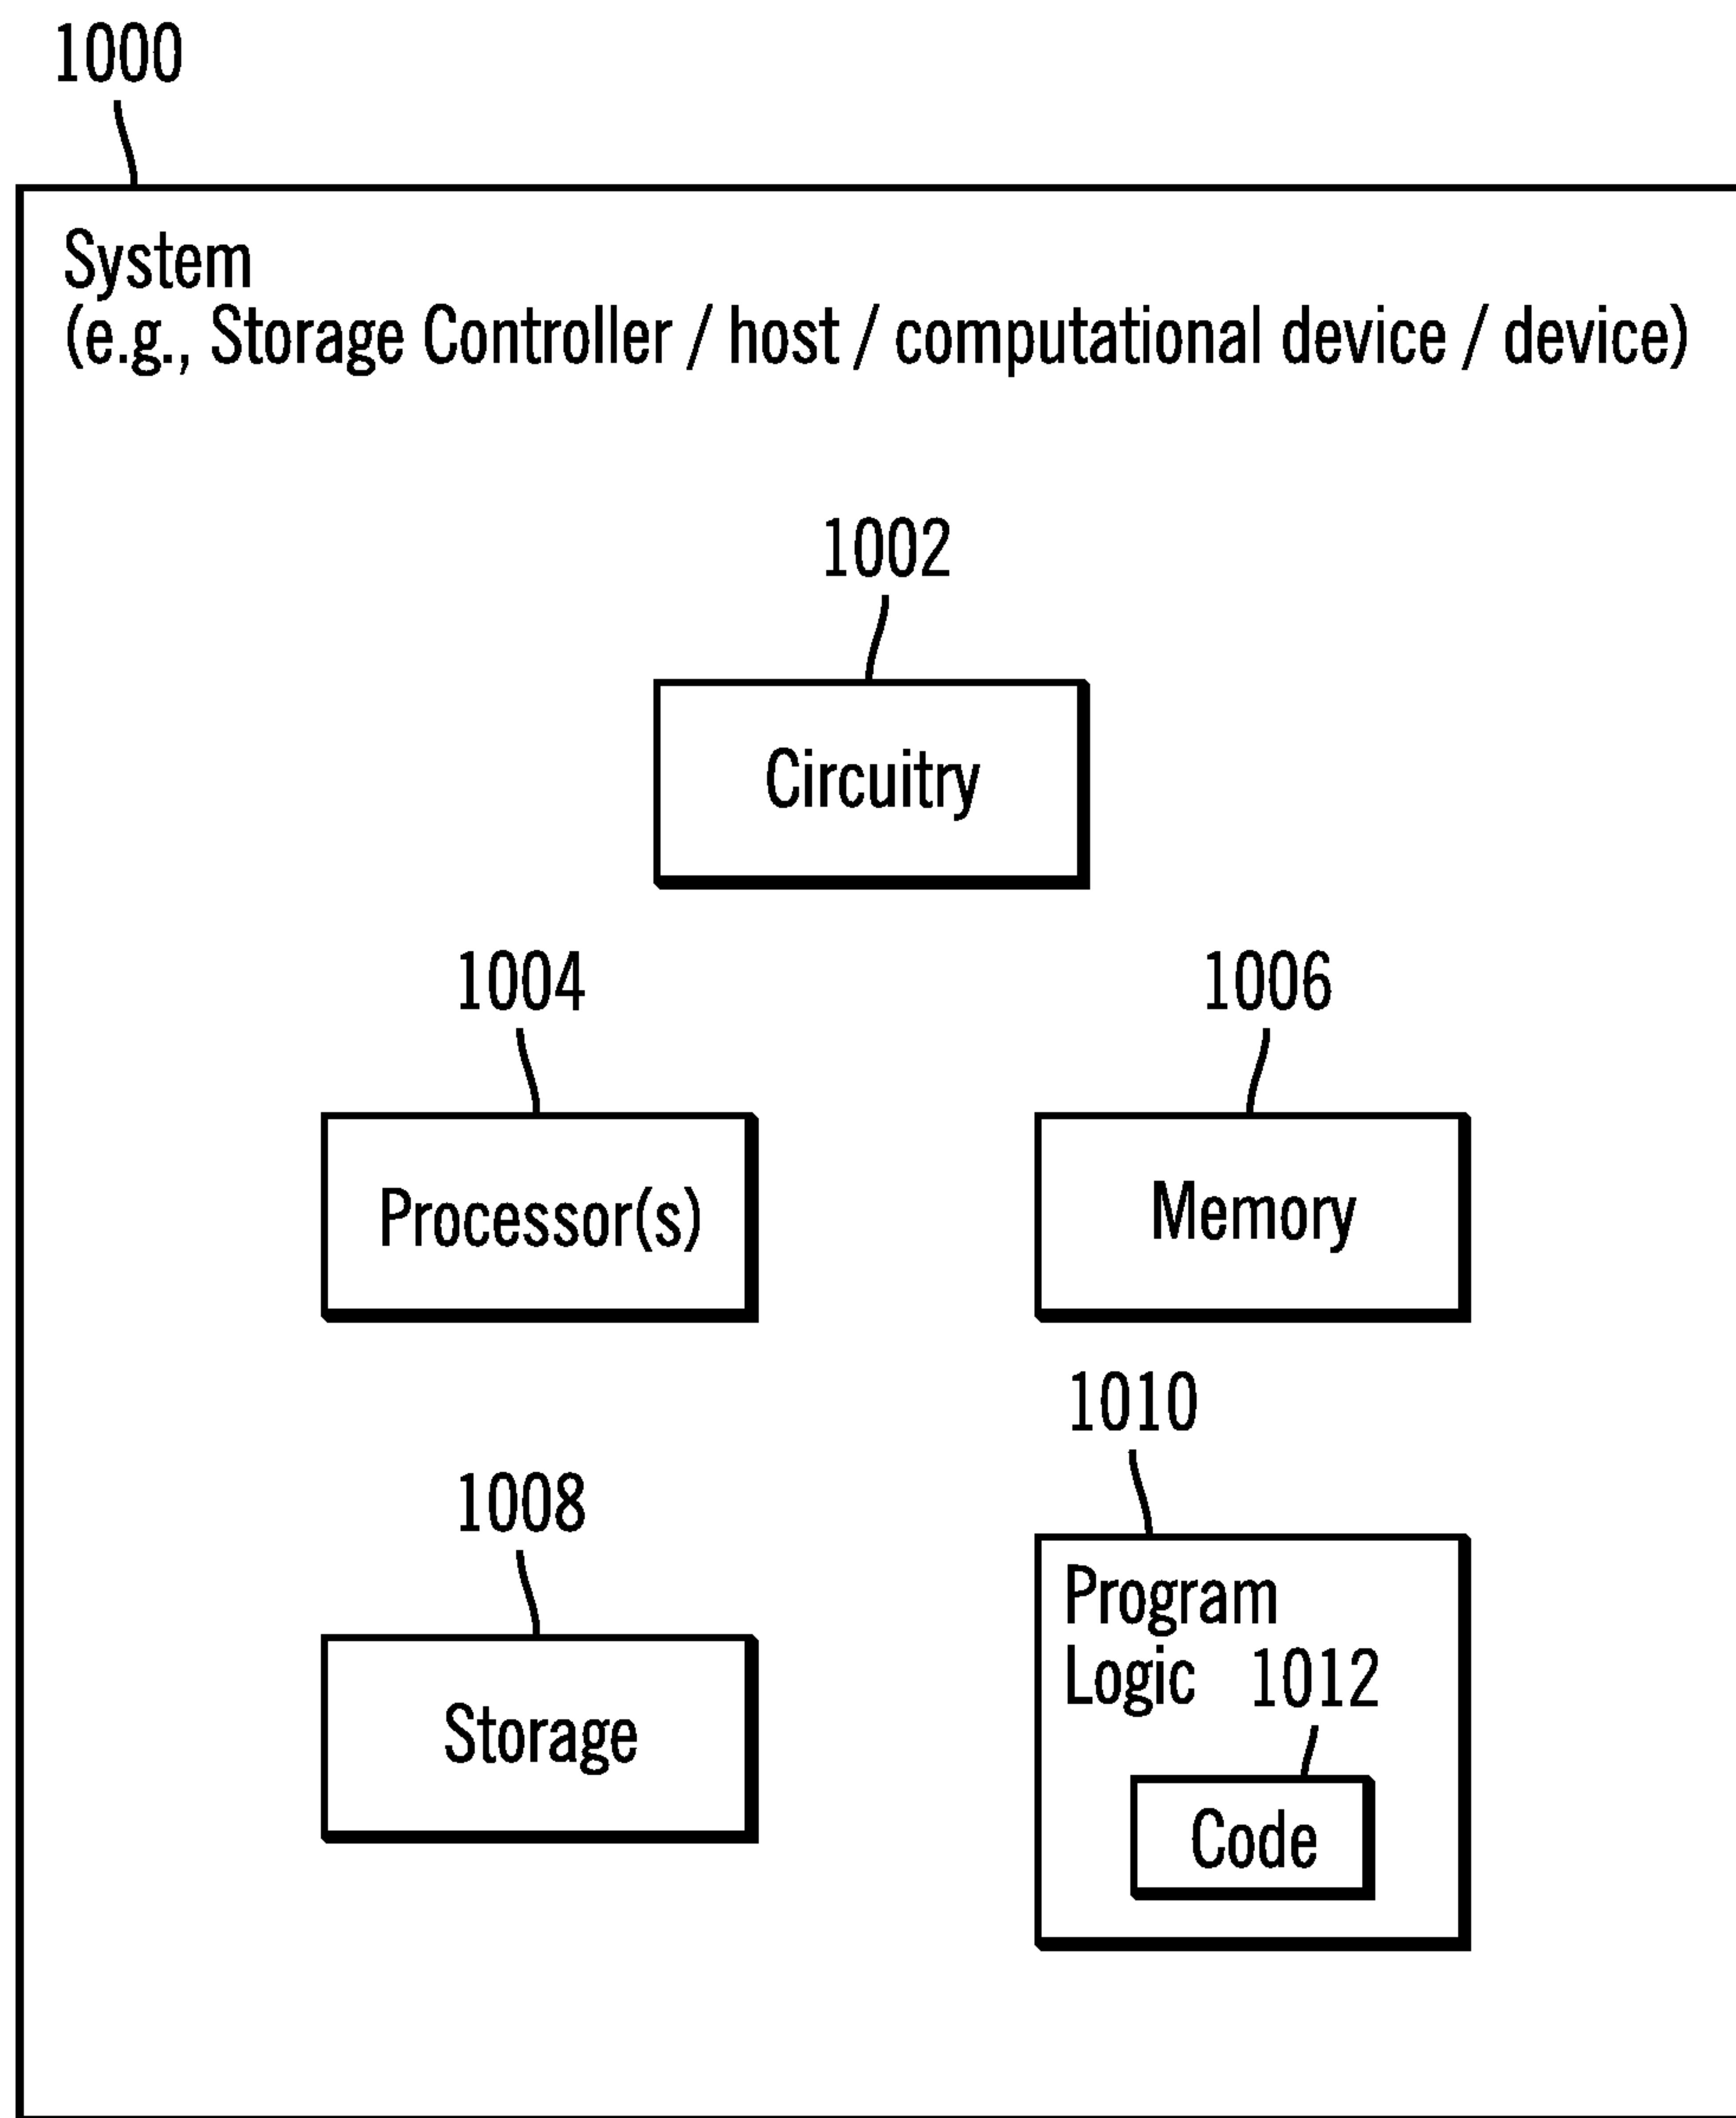 1000
System
(e.g., Storage Controller / host / computational device / device)
1002
Circuitry
1004
1006
Processor(s)
Memory
1010
1008
Program
Logic 1012
Storage
Code